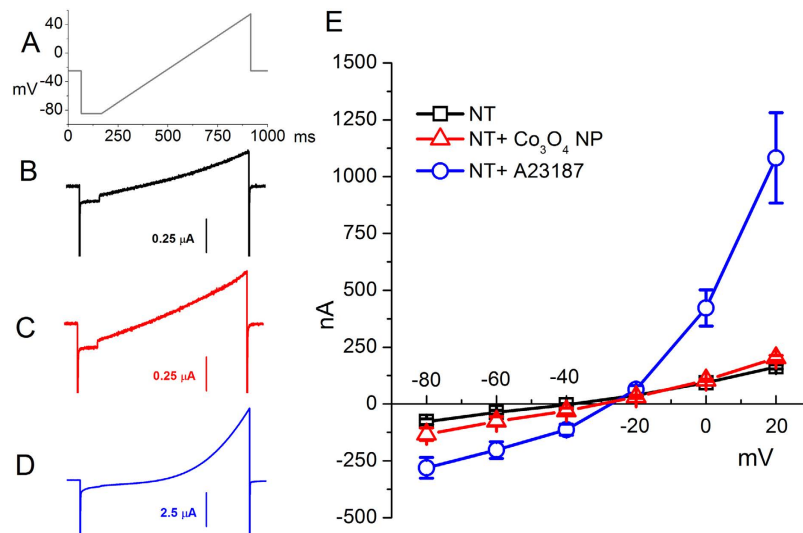 A
40
0
-40
mV
-80
0
250
500
750
1000
ms
B
0.25 μA
C
0.25 μA
D
2.5 μA
E
1500
1250
1000
750
500
250
0
-250
-500
nA
NT
NT+ Co₃O₄ NP
NT+ A23187
-80
-60
-40
-20
0
20
mV